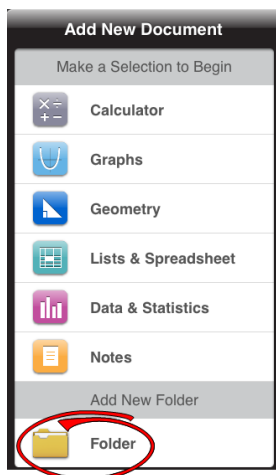 Add New Document
Make a Selection to Begin
Calculator
Graphs
Geometry
Lists & Spreadsheet
Data & Statistics
Notes
Add New Folder
Folder